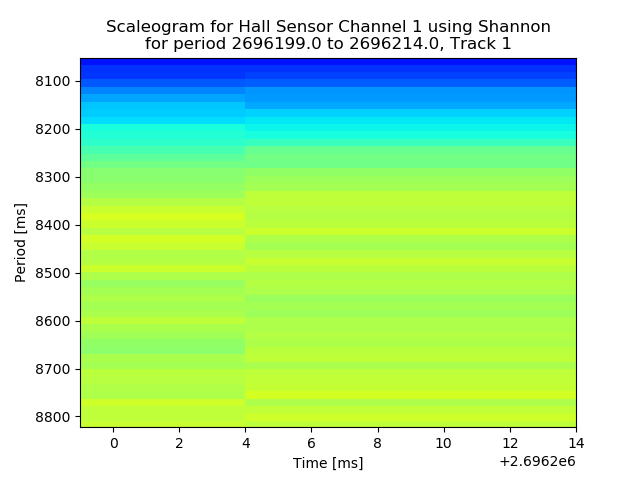 Scaleogram for Hall Sensor Channel 1 using Shannon
for period 2696199.0 to 2696214.0, Track 1
8100
8200
8300
8400
8500
8600
8700
8800
Period [ms]
0 2 4 6 8 10 12 14
Time [ms]
+2.6962e6